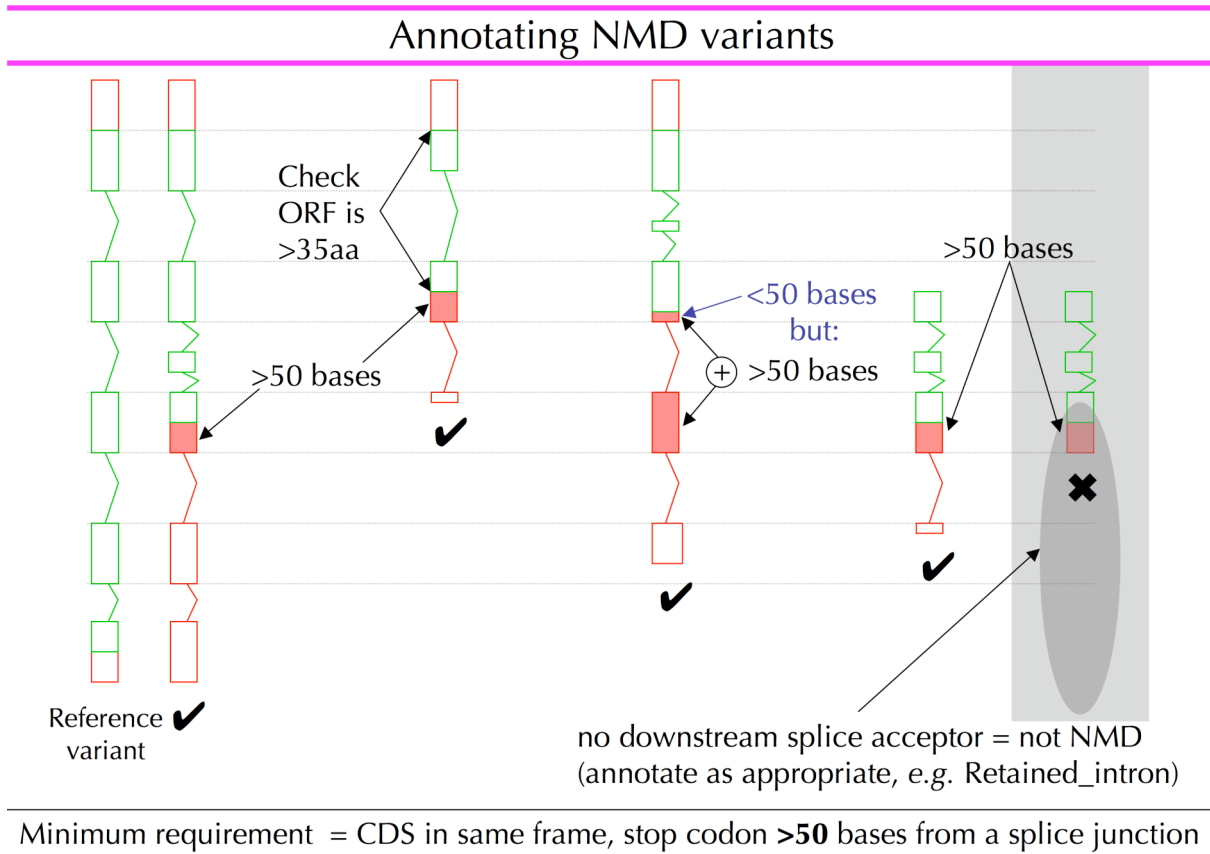 Annotating NMD variants
Check
ORF is
>35aa
>50 bases
<50 bases
but:
+
>50 bases
>50 bases
Reference
variant
no downstream splice acceptor = not NMD
(annotate as appropriate, e.g. Retained_intron)
Minimum requirement = CDS in same frame, stop codon >50 bases from a splice junction